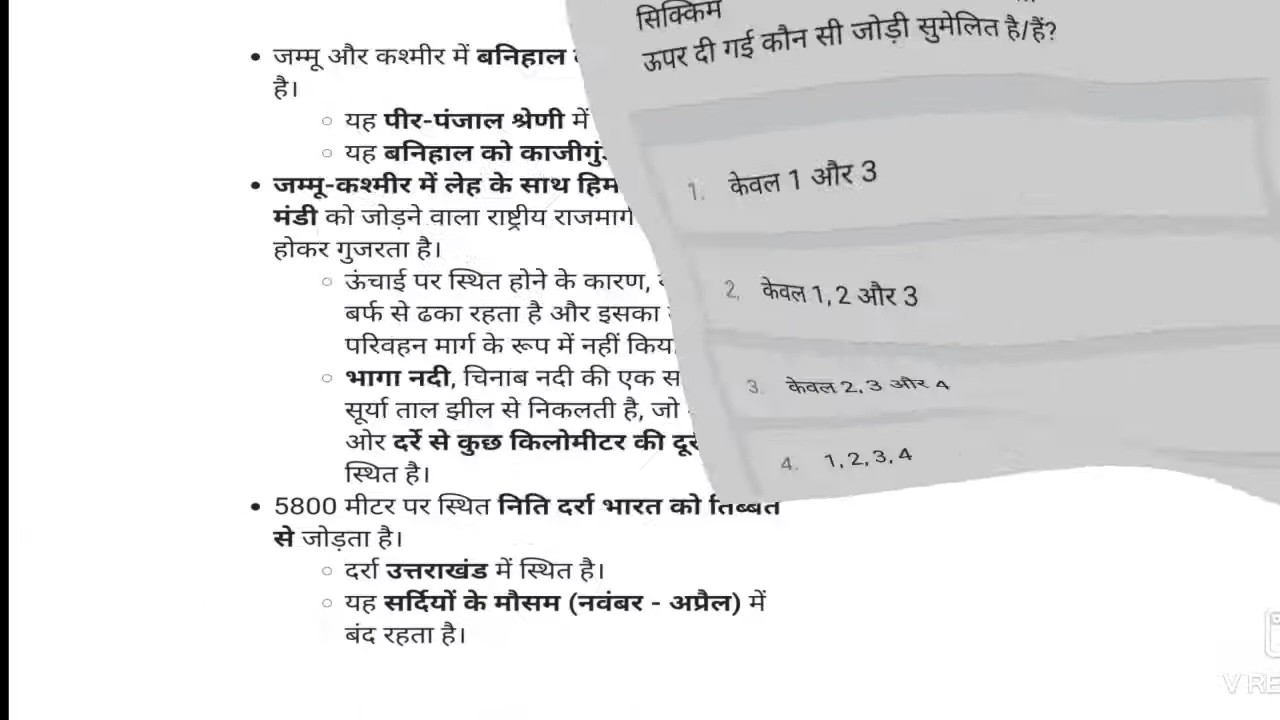 जम्मू और कश्मीर में बनिहाल
है।
यह पीर-पंजाल श्रेणी में
यह बनिहाल को काजीगुं
जम्मू-कश्मीर में लेह के साथ हिम
मंडी को जोड़ने वाला राष्ट्रीय राजमार्ग
होकर गुजरता है।
ऊंचाई पर स्थित होने के कारण,
बर्फ से ढका रहता है और इसका
परिवहन मार्ग के रूप में नहीं किय
भागा नदी, चिनाब नदी की एक स
सूर्या ताल झील से निकलती है, जो
ओर दर्रे से कुछ किलोमीटर की दूर
स्थित है।
5800 मीटर पर स्थित निति दर्रा भारत को तिब्बत
से जोड़ता है।
दर्रा उत्तराखंड में स्थित है।
यह सर्दियों के मौसम (नवंबर - अप्रैल) में
बंद रहता है।
सिक्किम
ऊपर दी गई कौन सी जोड़ी सुमेलित है/हैं?
1. केवल 1 और 3
2. केवल 1, 2 और 3
3. केवल 2, 3 और 4
4. 1, 2, 3, 4